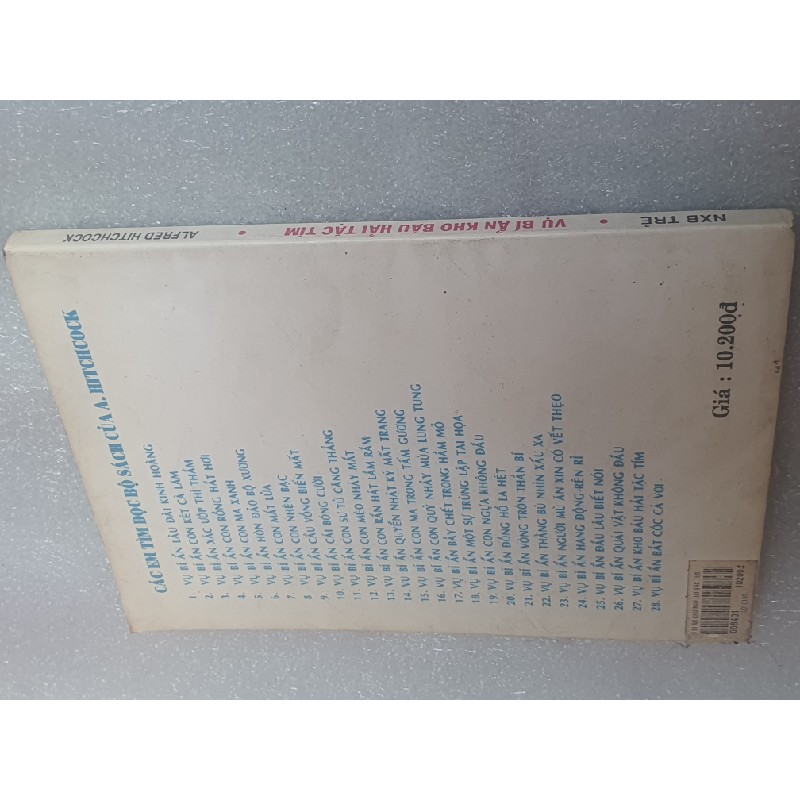 ALFRED HITCHCOCK • VỤ BÍ ẨN KHO BÁU HẢI TẶC TÍM • NXB TRẺ
CÁC EM TÌM ĐỌC BỘ SÁCH CỦA A. HITCHCOCK
1. VỤ BÍ ẨN LÂU ĐÀI KINH HOÀNG
2. VỤ BÍ ẨN CON KÉT CÀ LĂM
3. VỤ BÍ ẨN XÁC ƯỚP THÌ THẦM
4. VỤ BÍ ẨN CON RỒNG HẮT HƠI
5. VỤ BÍ ẨN CON MA XANH
6. VỤ BÍ ẨN HÒN ĐẢO BỘ XƯƠNG
7. VỤ BÍ ẨN CON MẮT LỬA
8. VỤ BÍ ẨN CON NHỆN BẠC
9. VỤ BÍ ẨN CẦU VỒNG BIẾN MẤT
10. VỤ BÍ ẨN CÁI BÓNG CƯỜI
11. VỤ BÍ ẨN CON SƯ TỬ CĂNG THẲNG
12. VỤ BÍ ẨN CON MÈO NHÁY MẮT
13. VỤ BÍ ẨN CON RẮN HÁT LẦM RẦM
14. VỤ BÍ ẨN QUYỂN NHẬT KÝ MẤT TRANG
15. VỤ BÍ ẨN CON MA TRONG TẤM GƯƠNG
16. VỤ BÍ ẨN CON QUỶ NHẢY MÚA LUNG TUNG
17. VỤ BÍ ẨN BẪY CHẾT TRONG HẦM MỎ
18. VỤ BÍ ẨN MỘT SỰ TRÙNG LẶP TAI HỌA
19. VỤ BÍ ẨN CON NGỰA KHÔNG ĐẦU
20. VỤ BÍ ẨN ĐỒNG HỒ LA HÉT
21. VỤ BÍ ẨN VÒNG TRÒN THẦN BÍ
22. VỤ BÍ ẨN THẰNG BÙ NHÌN XẤU XA
23. VỤ BÍ ẨN NGƯỜI MÙ ĂN XIN CÓ VẾT THẸO
24. VỤ BÍ ẨN HANG ĐỘNG RÊN RỈ
25. VỤ BÍ ẨN ĐẦU LÂU BIẾT NÓI
26. VỤ BÍ ẨN QUÁI VẬT KHÔNG ĐẦU
27. VỤ BÍ ẨN KHO BÁU HẢI TẶC TÍM
28. VỤ BÍ ẨN BẮT CÓC CÁ VOI
Giá : 10.200đ
008421